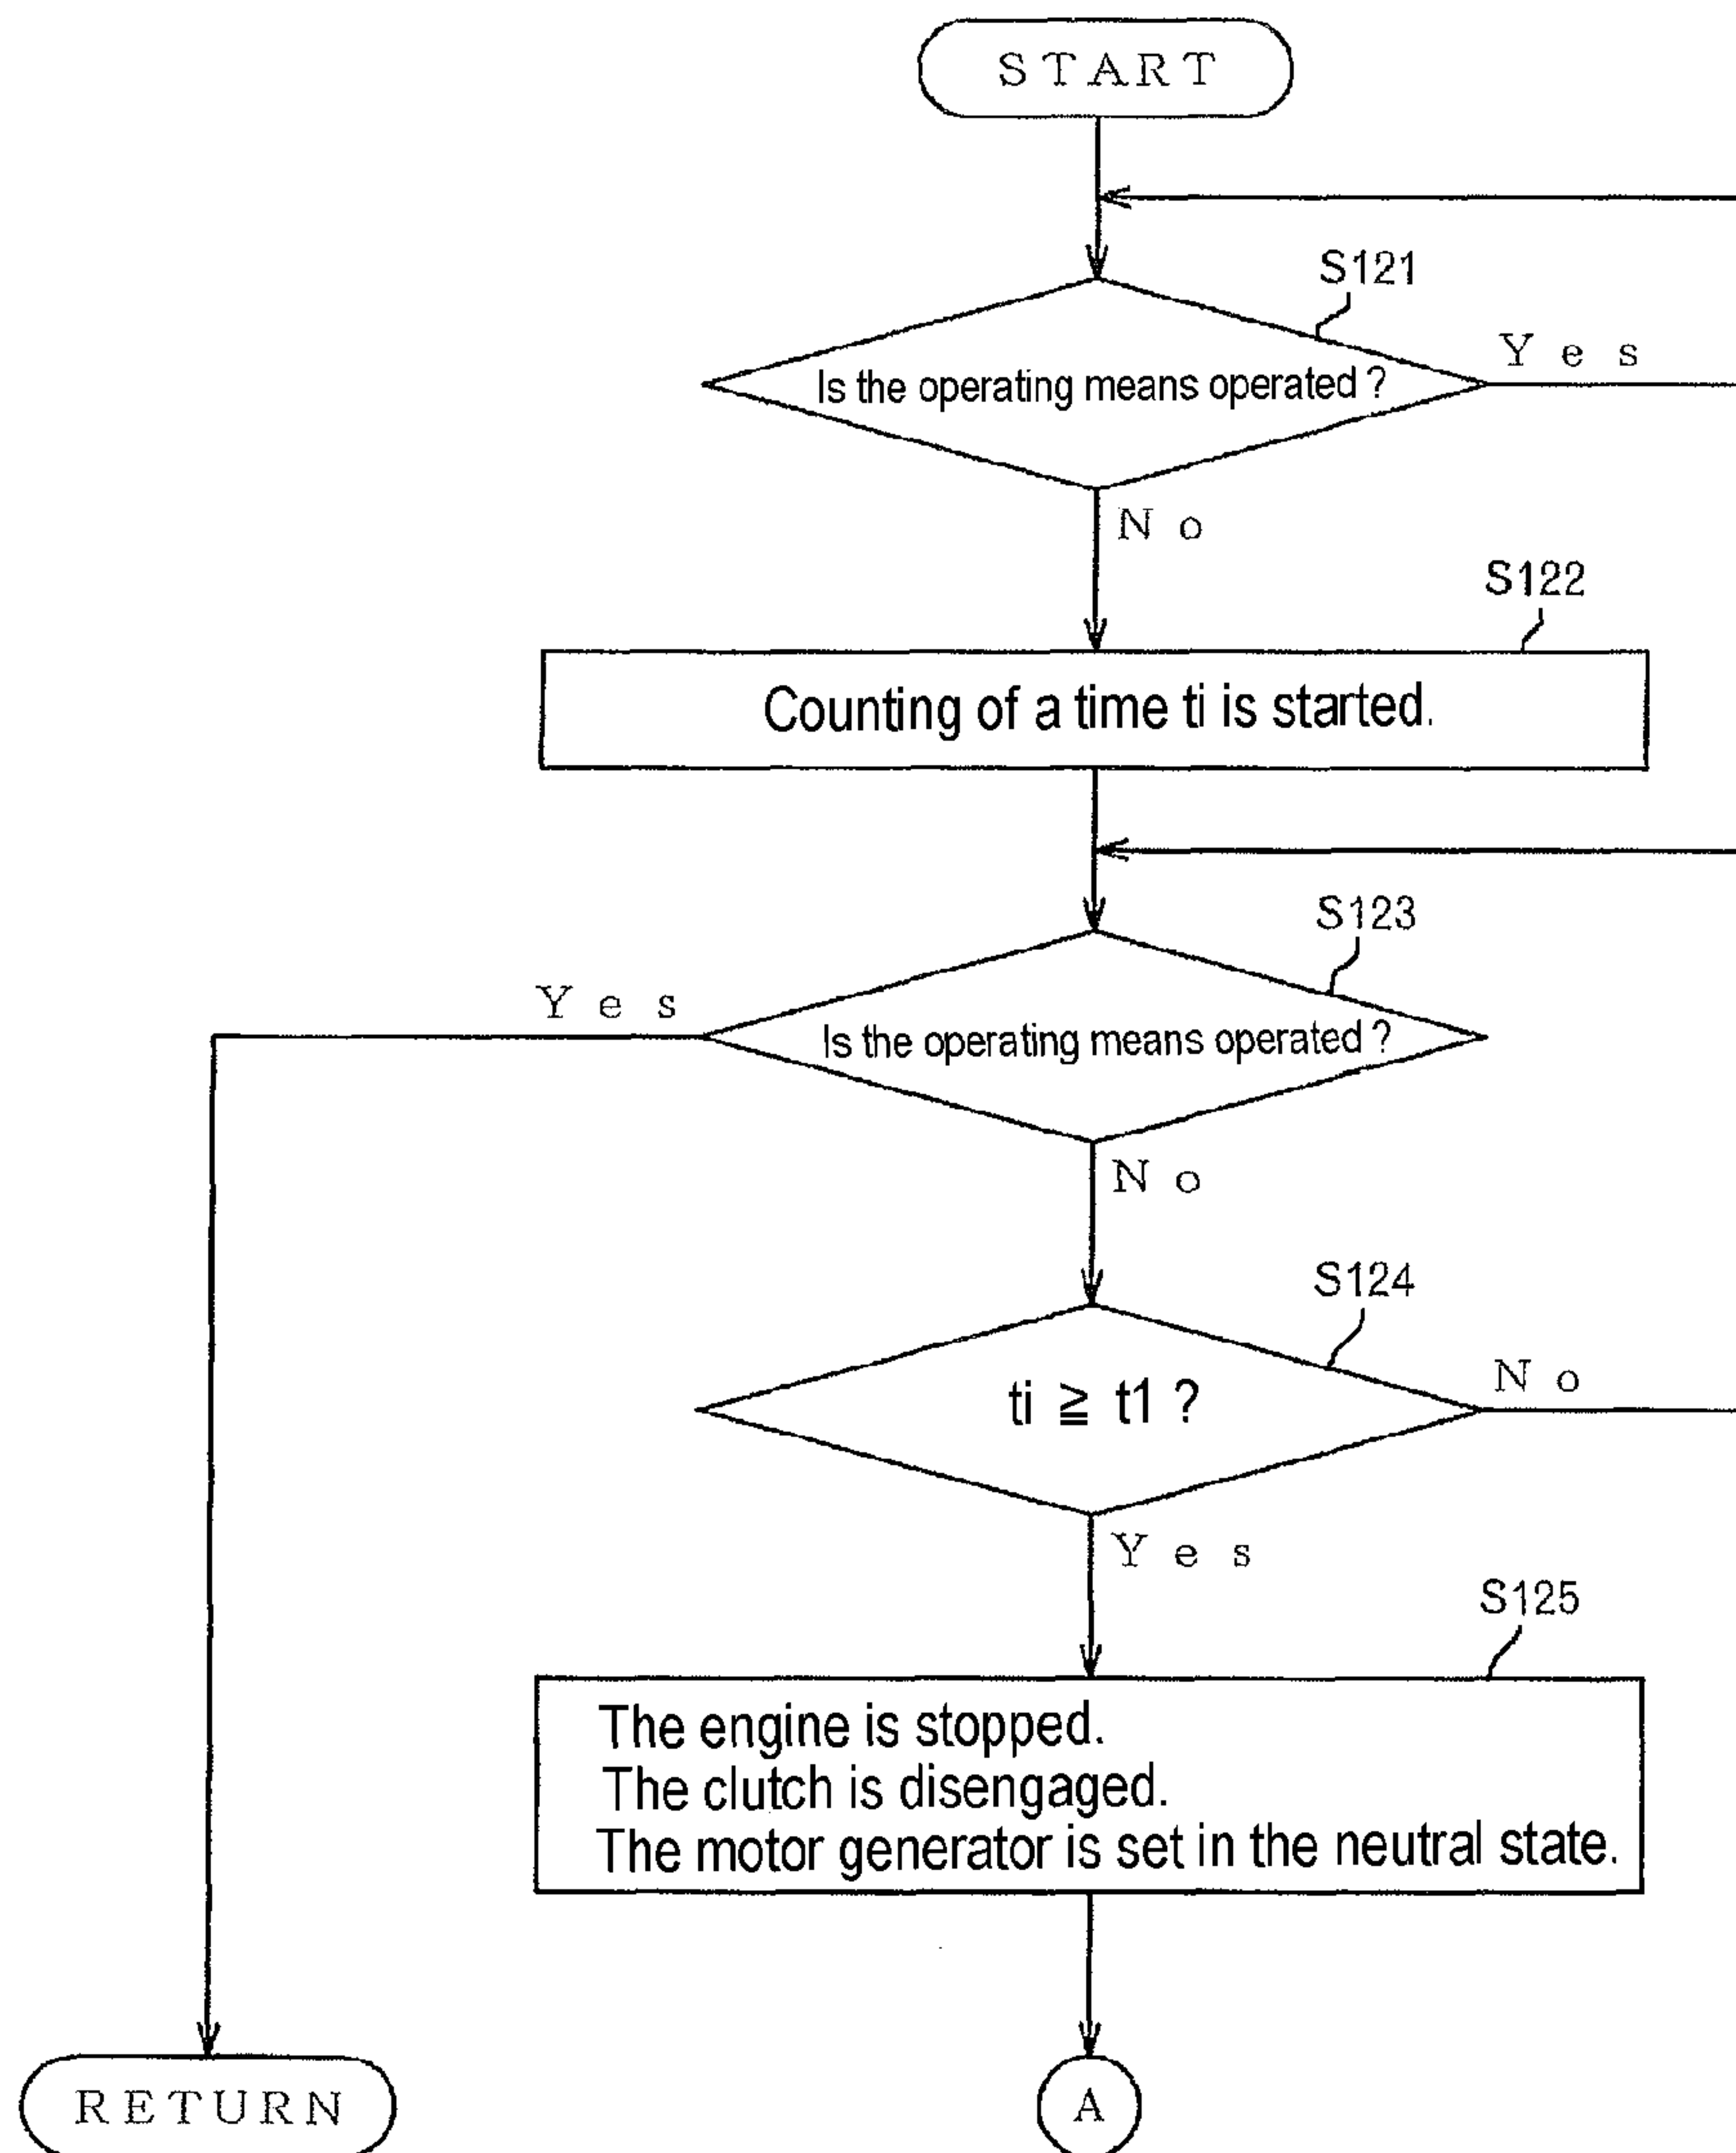 START
S121
Is the operating means operated ?
Yes
No
S122
Counting of a time ti is started.
S123
Yes
Is the operating means operated ?
No
S124
ti ≧ t1 ?
No
Yes
S125
The engine is stopped.
The clutch is disengaged.
The motor generator is set in the neutral state.
RETURN
A